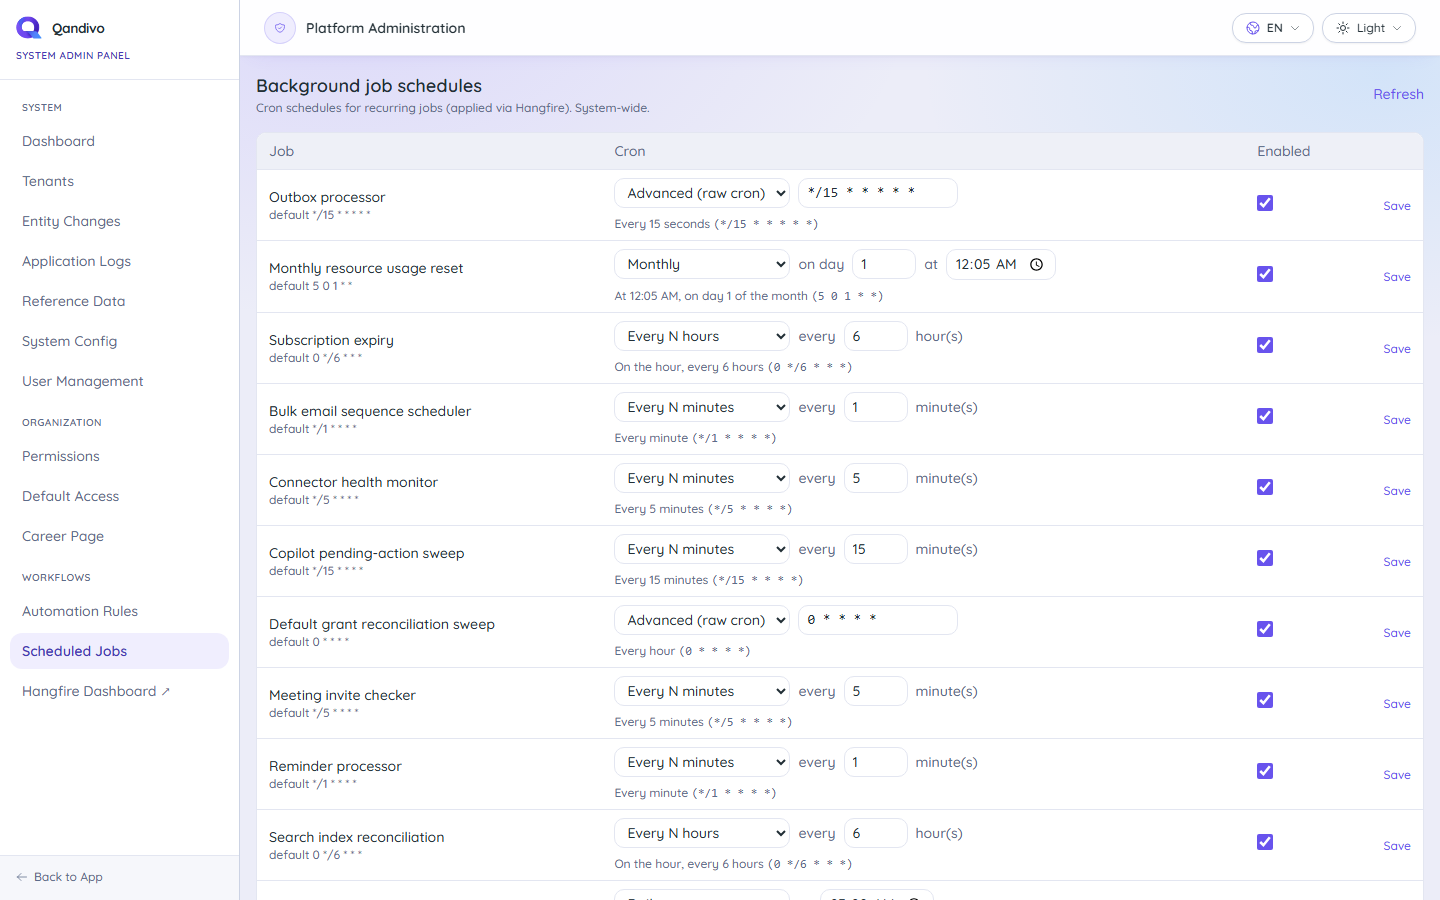 Qandivo
SYSTEM ADMIN PANEL
SYSTEM
Dashboard
Tenants
Entity Changes
Application Logs
Reference Data
System Config
User Management
ORGANIZATION
Permissions
Default Access
Career Page
WORKFLOWS
Automation Rules
Scheduled Jobs
Hangfire Dashboard ↗
← Back to App
Platform Administration
EN
Light
Background job schedules
Cron schedules for recurring jobs (applied via Hangfire). System-wide.
Refresh
Job Cron Enabled
Outbox processor
default */15 * * * * *
Advanced (raw cron) */15 * * * * *
Every 15 seconds (*/15 * * * * *)
Save
Monthly resource usage reset
default 5 0 1 * *
Monthly on day 1 at 12:05 AM
At 12:05 AM, on day 1 of the month (5 0 1 * *)
Save
Subscription expiry
default 0 */6 * * *
Every N hours every 6 hour(s)
On the hour, every 6 hours (0 */6 * * *)
Save
Bulk email sequence scheduler
default */1 * * * *
Every N minutes every 1 minute(s)
Every minute (*/1 * * * *)
Save
Connector health monitor
default */5 * * * *
Every N minutes every 5 minute(s)
Every 5 minutes (*/5 * * * *)
Save
Copilot pending-action sweep
default */15 * * * *
Every N minutes every 15 minute(s)
Every 15 minutes (*/15 * * * *)
Save
Default grant reconciliation sweep
default 0 * * * *
Advanced (raw cron) 0 * * * *
Every hour (0 * * * *)
Save
Meeting invite checker
default */5 * * * *
Every N minutes every 5 minute(s)
Every 5 minutes (*/5 * * * *)
Save
Reminder processor
default */1 * * * *
Every N minutes every 1 minute(s)
Every minute (*/1 * * * *)
Save
Search index reconciliation
default 0 */6 * * *
Every N hours every 6 hour(s)
On the hour, every 6 hours (0 */6 * * *)
Save